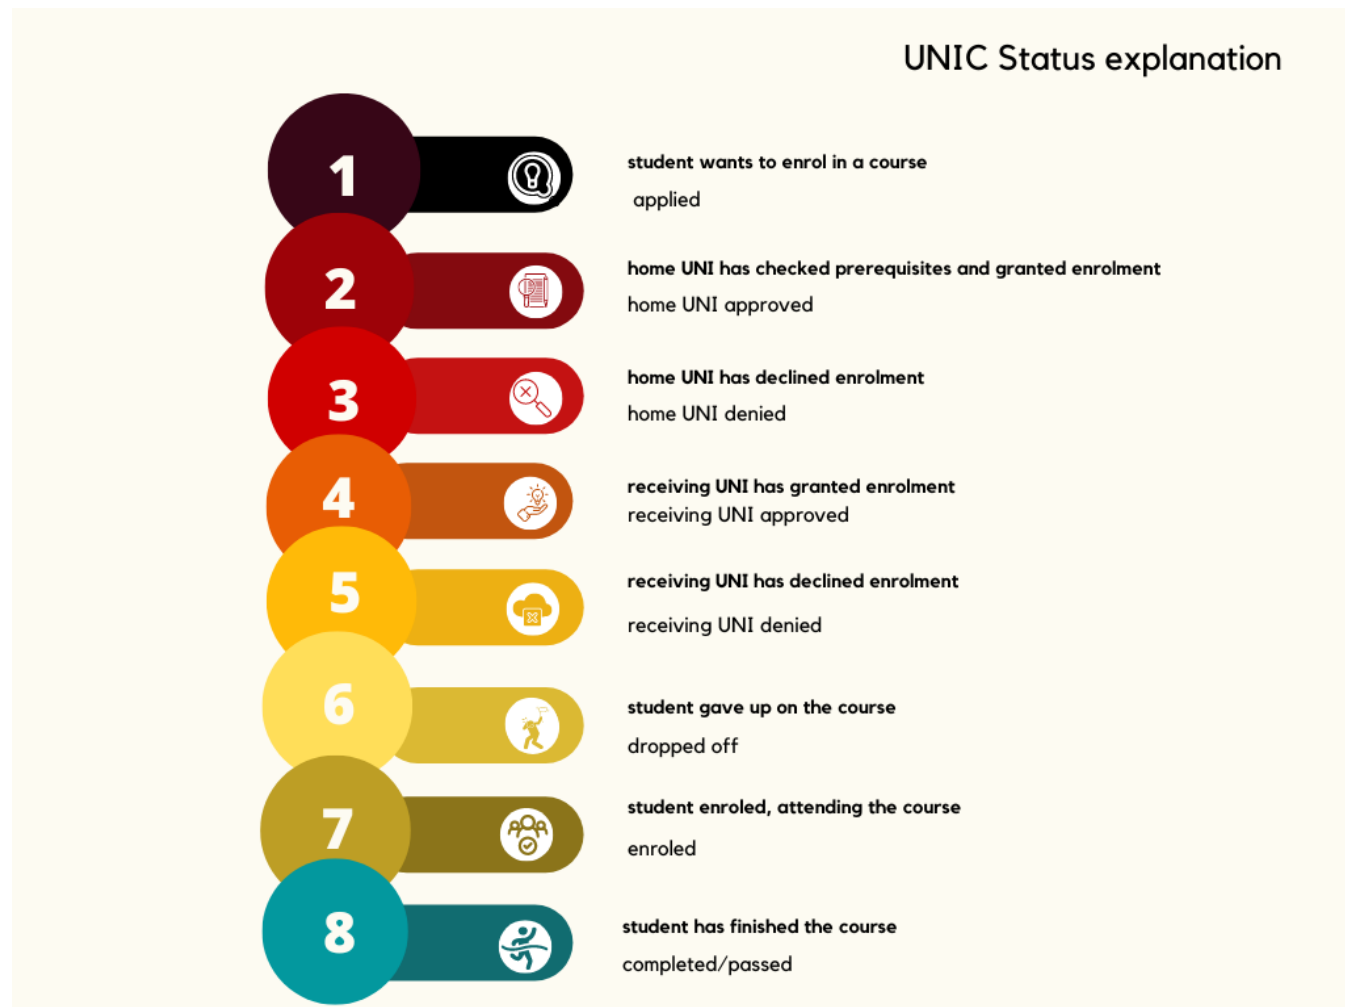 UNIC Status explanation
1
student wants to enrol in a course
applied
2
home UNI has checked prerequisites and granted enrolment
home UNI approved
3
home UNI has declined enrolment
home UNI denied
4
receiving UNI has granted enrolment
receiving UNI approved
5
receiving UNI has declined enrolment
receiving UNI denied
6
student gave up on the course
dropped off
7
student enroled, attending the course
enroled
8
student has finished the course
completed/passed